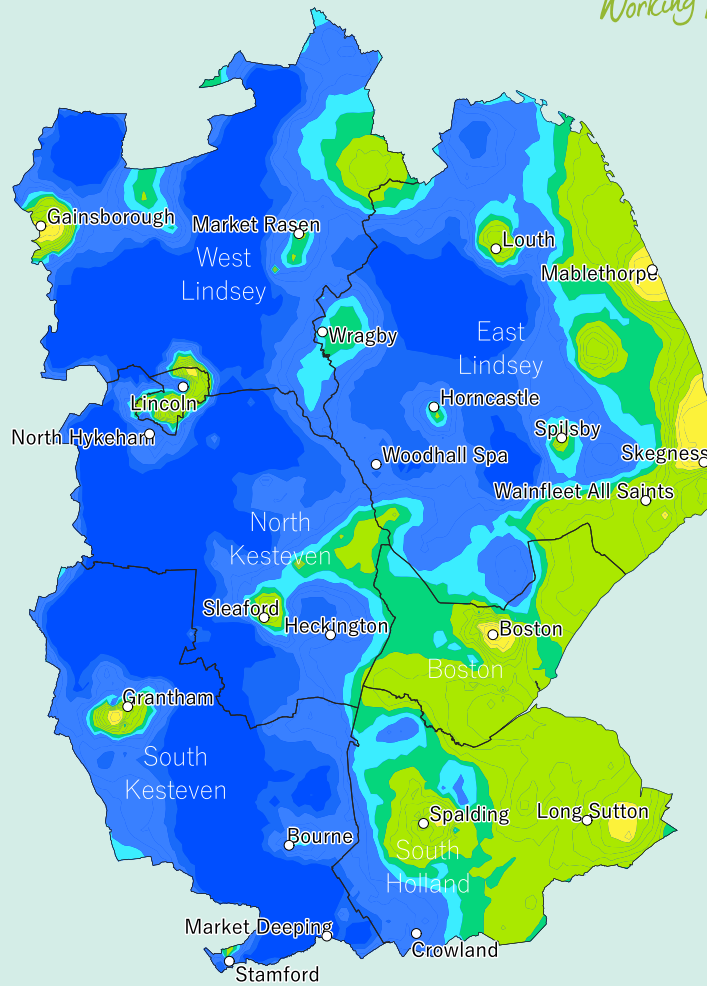 Working
Gainsborough
Market Rasen
West
Lindsey
Louth
Mablethorpe
Wragby
East
Lindsey
Lincoln
Horncastle
North Hykeham
Spilsby
Woodhall Spa
Skegness
Wainfleet All Saints
North
Kesteven
Sleaford
Heckington
Boston
Boston
Grantham
South
Kesteven
Spalding
Long Sutton
Bourne
South
Holland
Market Deeping
Crowland
Stamford